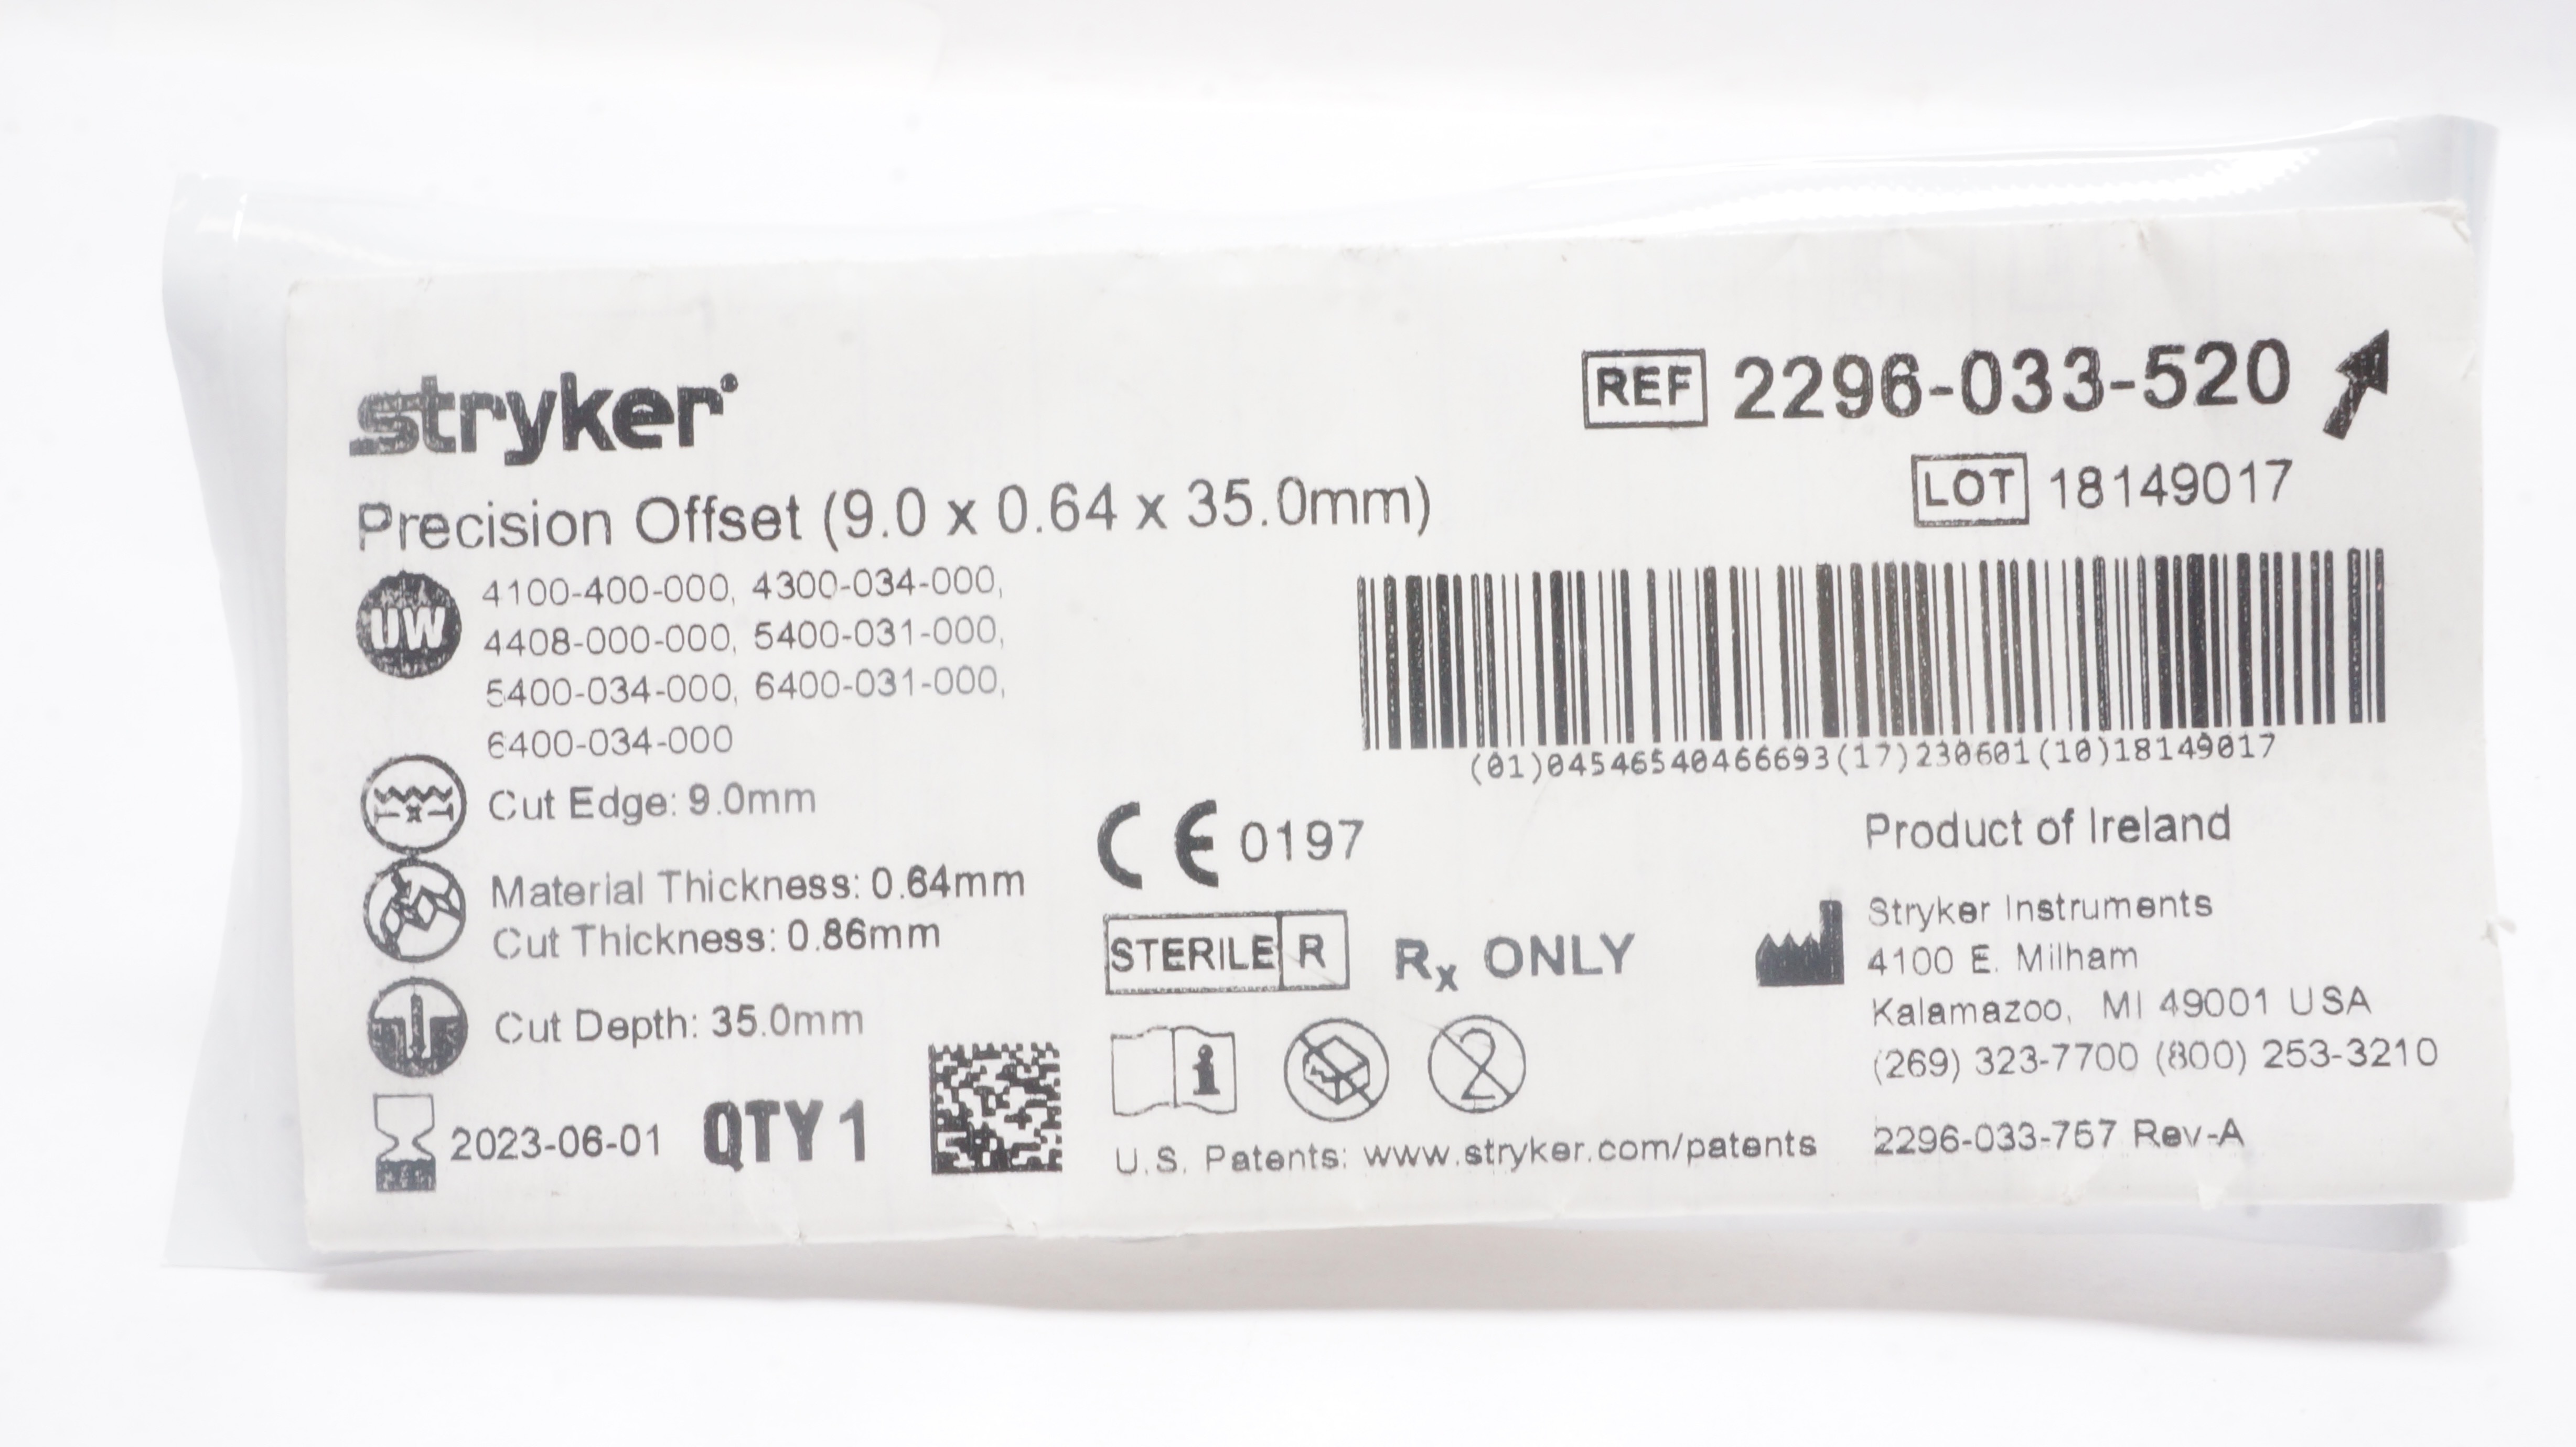 stryker
Precision Offset (9.0 x 0.64 x 35.0mm)
UW
4100-400-000, 4300-034-000,
4408-000-000, 5400-031-000,
5400-034-000, 6400-031-000,
6400-034-000
Cut Edge: 9.0mm
Material Thickness: 0.64mm
Cut Thickness: 0.86mm
Cut Depth: 35.0mm
2023-06-01 QTY 1
REF 2296-033-520
LOT 18149017
(01)04546540466693(17)230601(10)18149017
CE 0197
STERILE R
Rx ONLY
i
2
U.S. Patents: www.stryker.com/patents
Product of Ireland
Stryker Instruments
4100 E. Milham
Kalamazoo, MI 49001 USA
(269) 323-7700 (800) 253-3210
2296-033-757 Rev-A